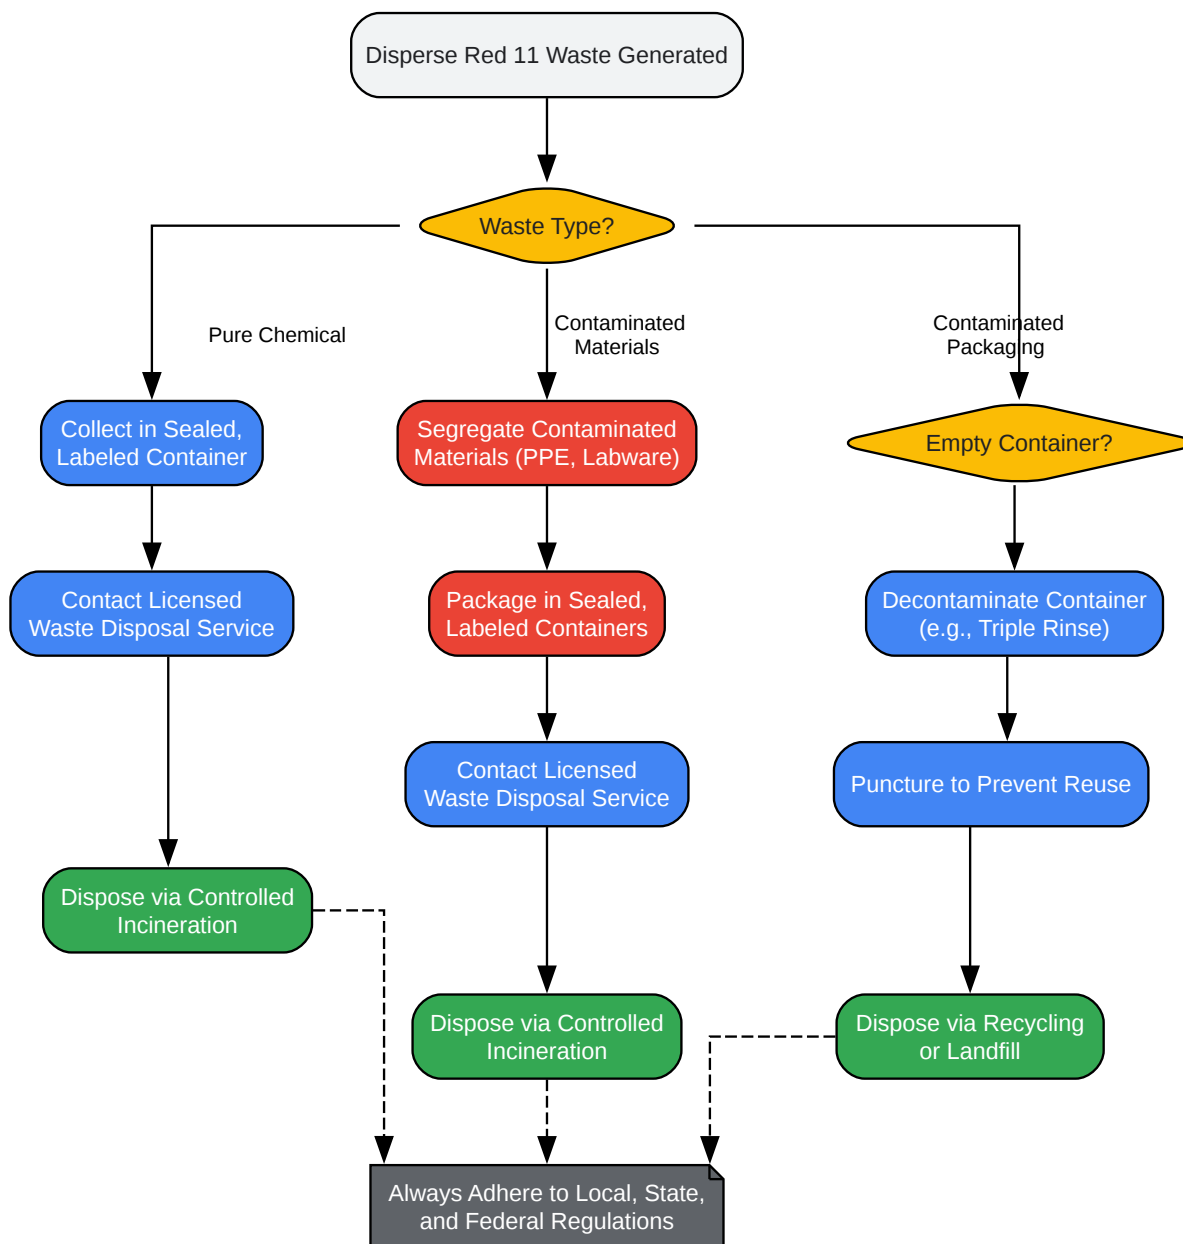 Disperse Red 11 Waste Generated
Waste Type?
Pure Chemical
Contaminated
Materials
Contaminated
Packaging
Collect in Sealed,
Labeled Container
Segregate Contaminated
Materials (PPE, Labware)
Empty Container?
Contact Licensed
Waste Disposal Service
Package in Sealed,
Labeled Containers
Decontaminate Container
(e.g., Triple Rinse)
Contact Licensed
Waste Disposal Service
Puncture to Prevent Reuse
Dispose via Controlled
Incineration
Dispose via Controlled
Incineration
Dispose via Recycling
or Landfill
Always Adhere to Local, State,
and Federal Regulations